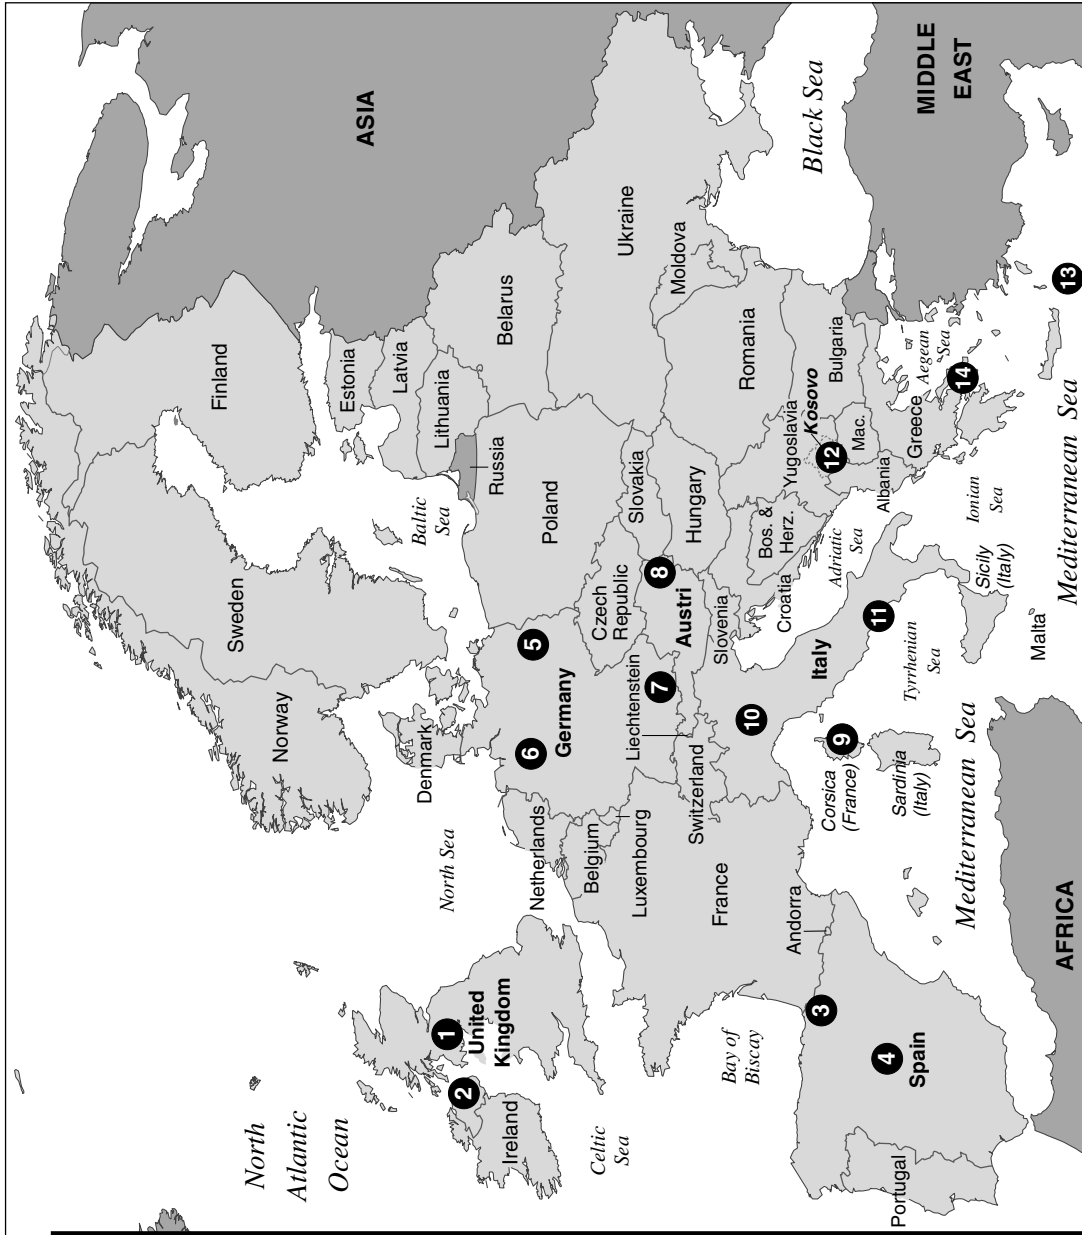 North
Atlantic
Ocean
Norway
Sweden
Finland
Estonia
Latvia
Lithuania
Russia
Baltic
Sea
Denmark
North Sea
ASIA
1
United
Kingdom
2
Ireland
Celtic
Sea
Netherlands
Belgium
Luxembourg
6
5
Germany
Poland
Belarus
Ukraine
Moldova
Czech
Republic
Slovakia
Liechtenstein
7
8
Austri
Hungary
Switzerland
France
Slovenia
Croatia
Bos. &
Herz.
Romania
Yugoslavia
Kosovo
12
Bulgaria
Mac.
Albania
Greece
Black Sea
Bay of
Biscay
Andorra
3
4
Spain
Portugal
10
Italy
11
9
Corsica
(France)
Sardinia
(Italy)
Adriatic
Sea
Tyrrhenian
Sea
Ionian
Sea
Aegean
Sea
14
13
Sicily
(Italy)
Malta
Mediterranean Sea
Mediterranean Sea
AFRICA
MIDDLE
EAST